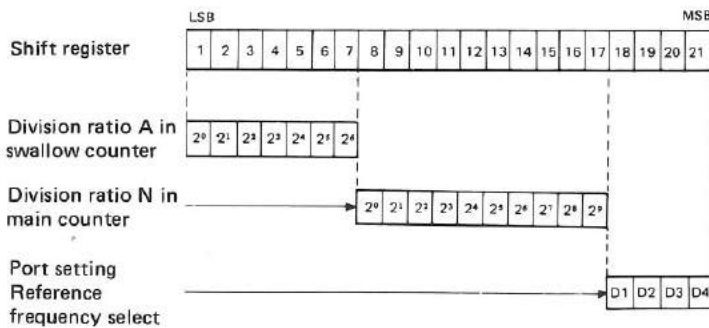 LSB MSB
Shift register 1 2 3 4 5 6 7 8 9 10 11 12 13 14 15 16 17 18 19 20 21
Division ratio A in
swallow counter
2⁰ 2¹ 2² 2³ 2⁴ 2⁵ 2⁶
Division ratio N in
main counter
2⁰ 2¹ 2² 2³ 2⁴ 2⁵ 2⁶ 2⁷ 2⁸ 2⁹
Port setting
Reference
frequency select
D1 D2 D3 D4